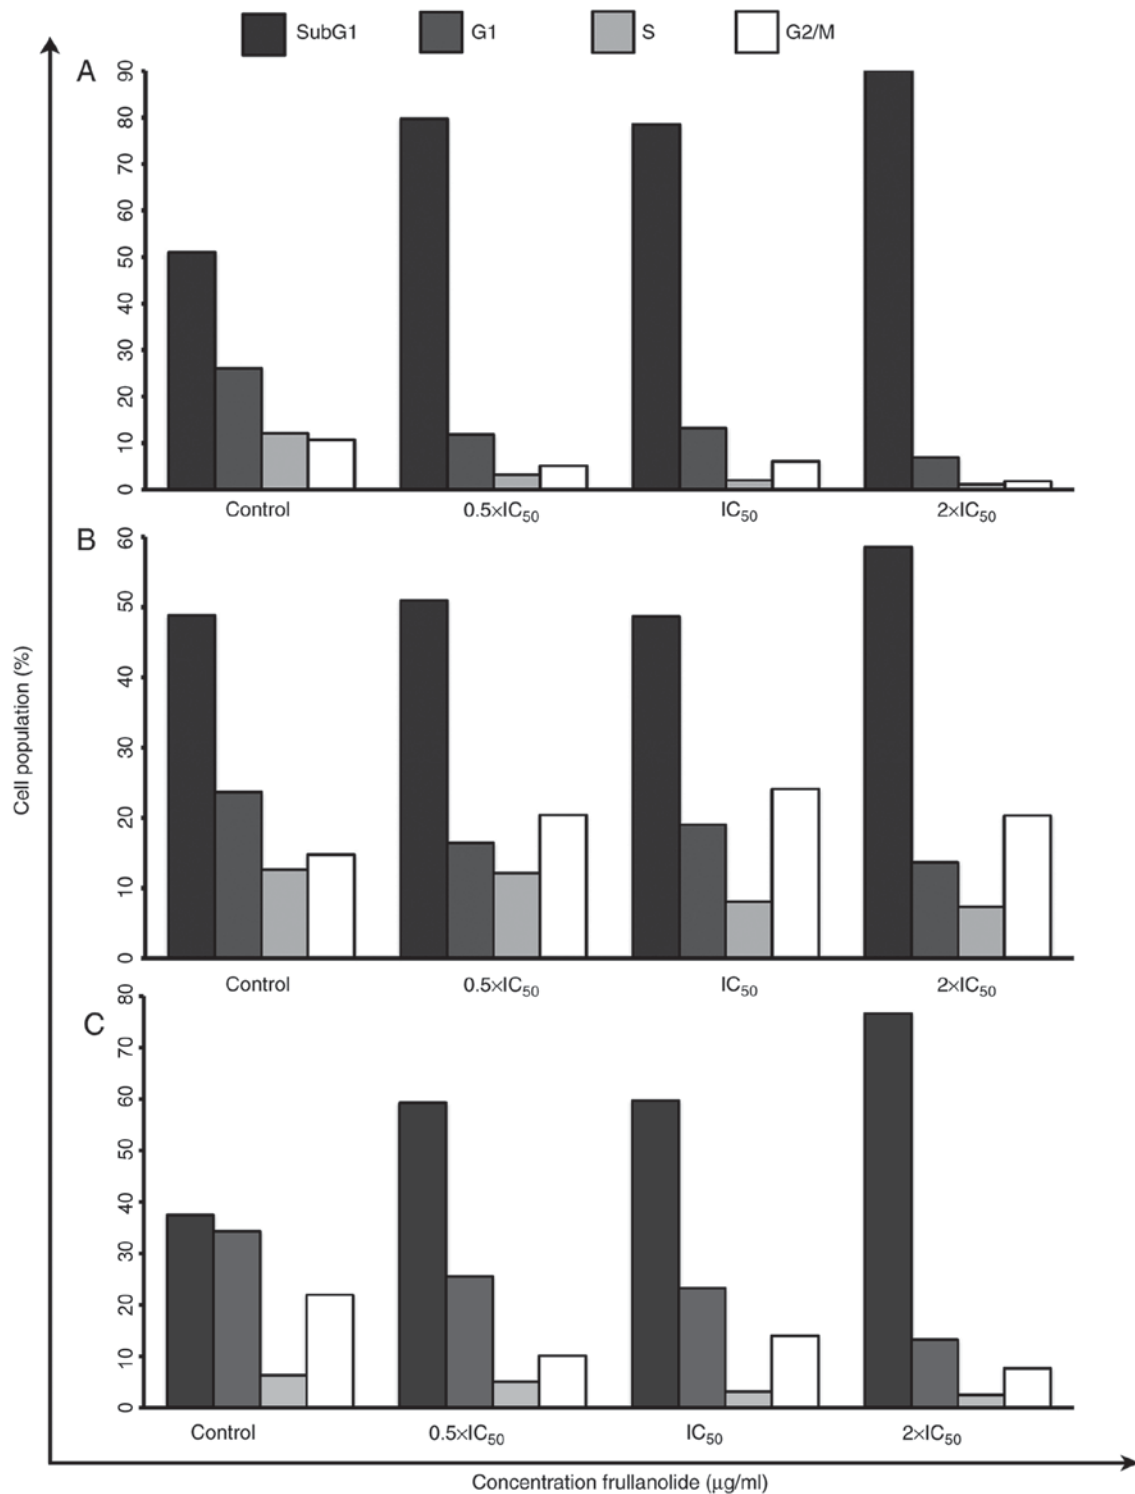 SubG1 G1 S G2/M
A
90
80
70
60
50
40
30
20
10
0
Control 0.5×IC50 IC50 2×IC50
B
60
50
40
30
20
10
0
Control 0.5×IC50 IC50 2×IC50
C
80
70
60
50
40
30
20
10
0
Control 0.5×IC50 IC50 2×IC50
Cell population (%)
Concentration frullanolide (μg/ml)